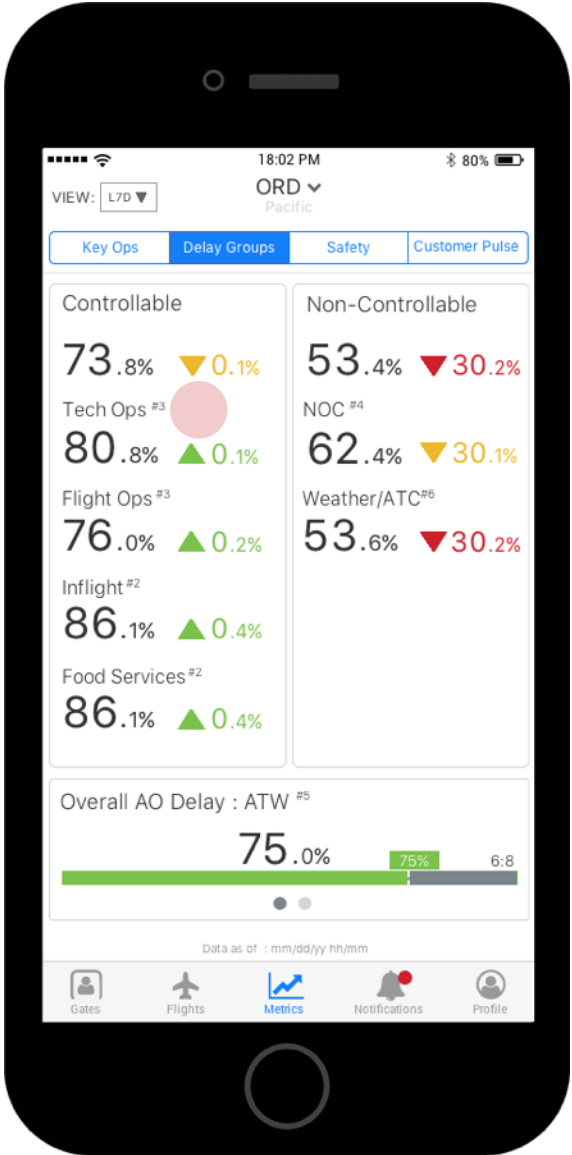 18:02 PM
80%
VIEW: L7D
ORD
Pacific
Key Ops
Delay Groups
Safety
Customer Pulse
Controllable
73.8% 0.1%
Tech Ops #3
80.8% 0.1%
Flight Ops #3
76.0% 0.2%
Inflight #2
86.1% 0.4%
Food Services #2
86.1% 0.4%
Non-Controllable
53.4% 30.2%
NOC #4
62.4% 30.1%
Weather/ATC #6
53.6% 30.2%
Overall AO Delay : ATW #5
75.0%
75%
6:8
Data as of : mm/dd/yy hh/mm
Gates
Flights
Metrics
Notifications
Profile